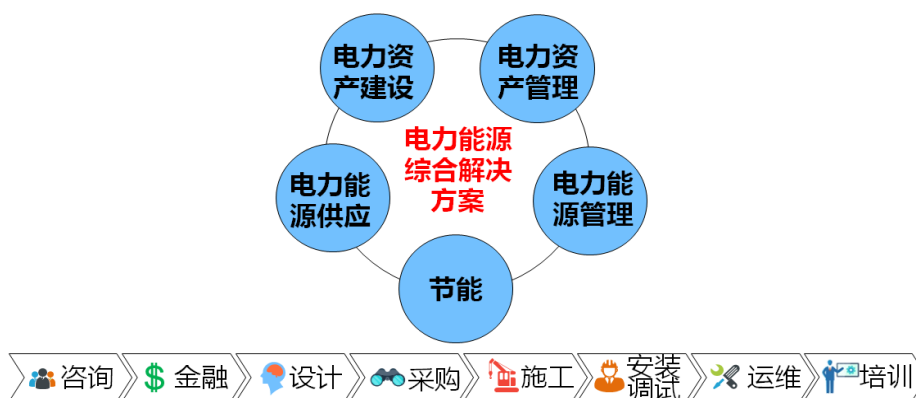 电力资
产建设
电力资
产管理
电力能源
综合解决
方案
电力能
源供应
电力能
源管理
节能
咨询
金融
设计
采购
施工
安装
调试
运维
培训